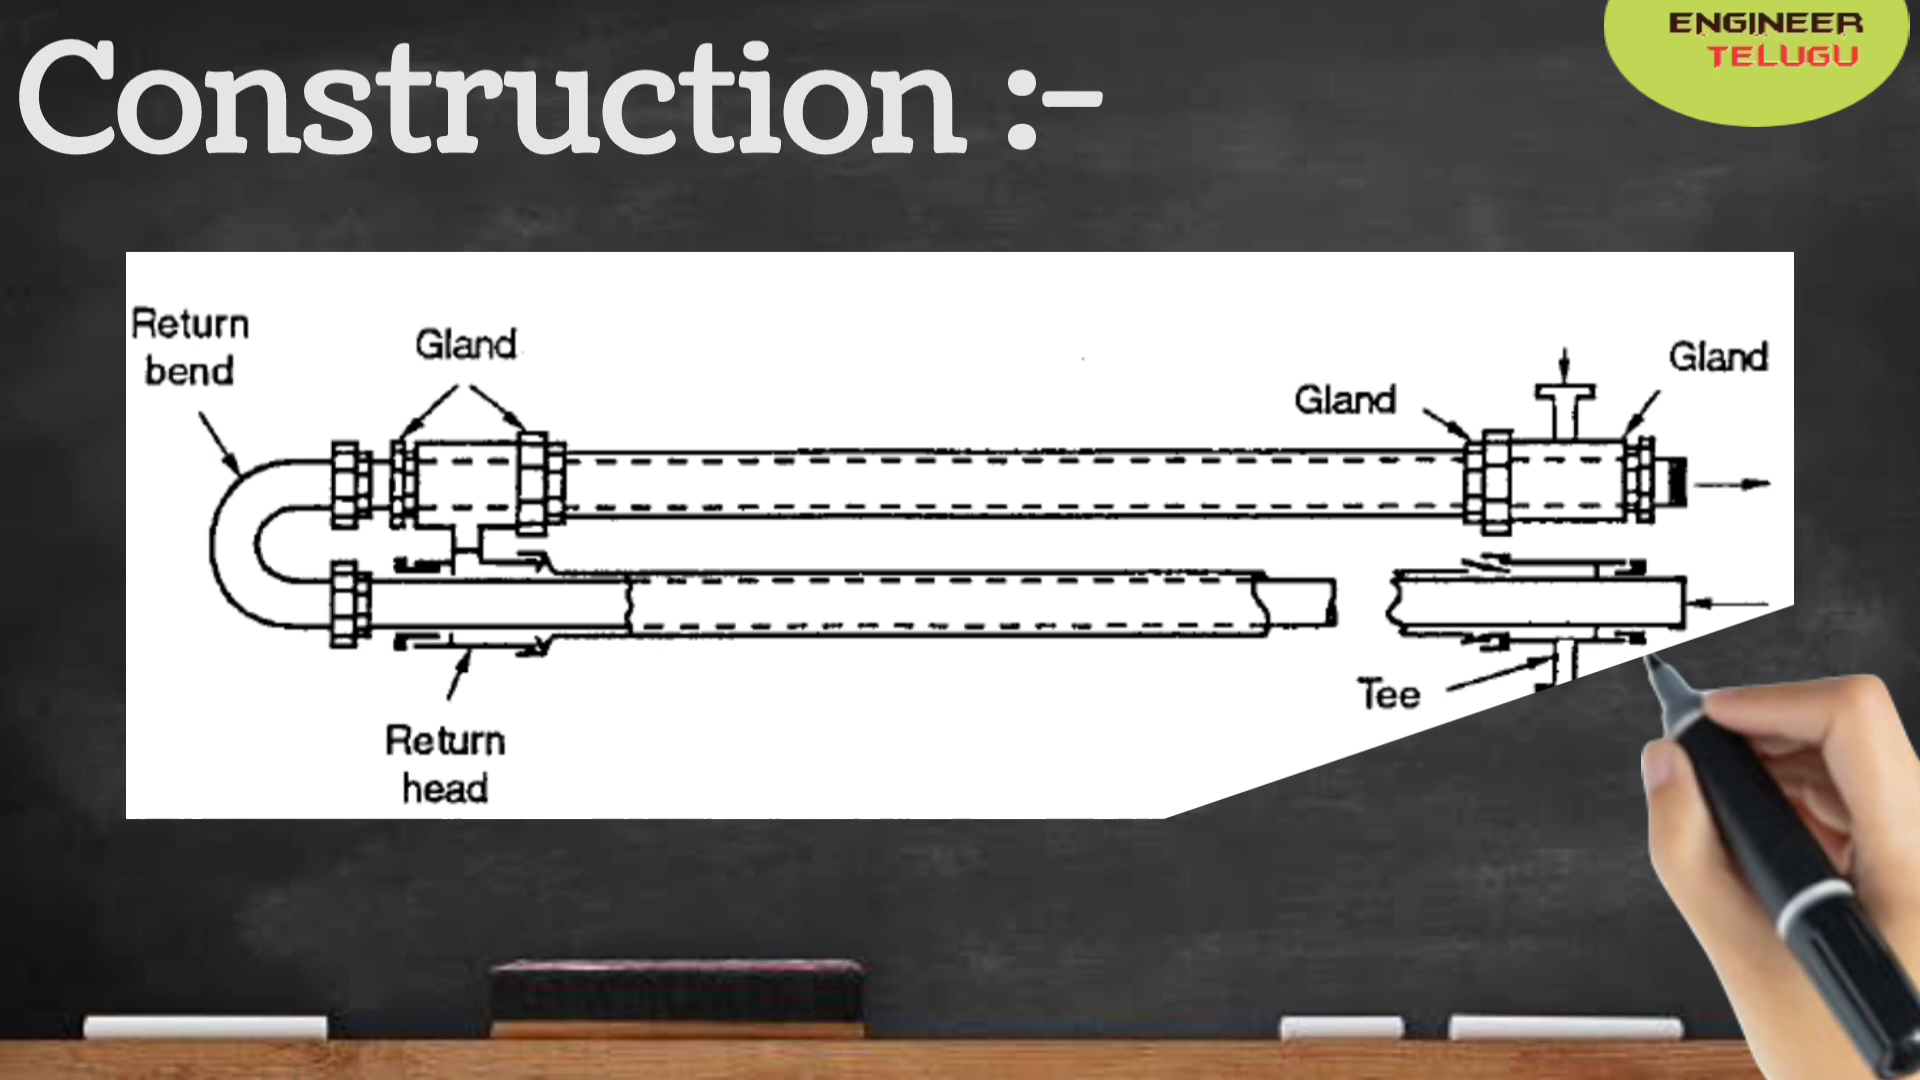 Construction :-
ENGINEER
TELUGU
Return
bend
Gland
Gland
Gland
Tee
Return
head